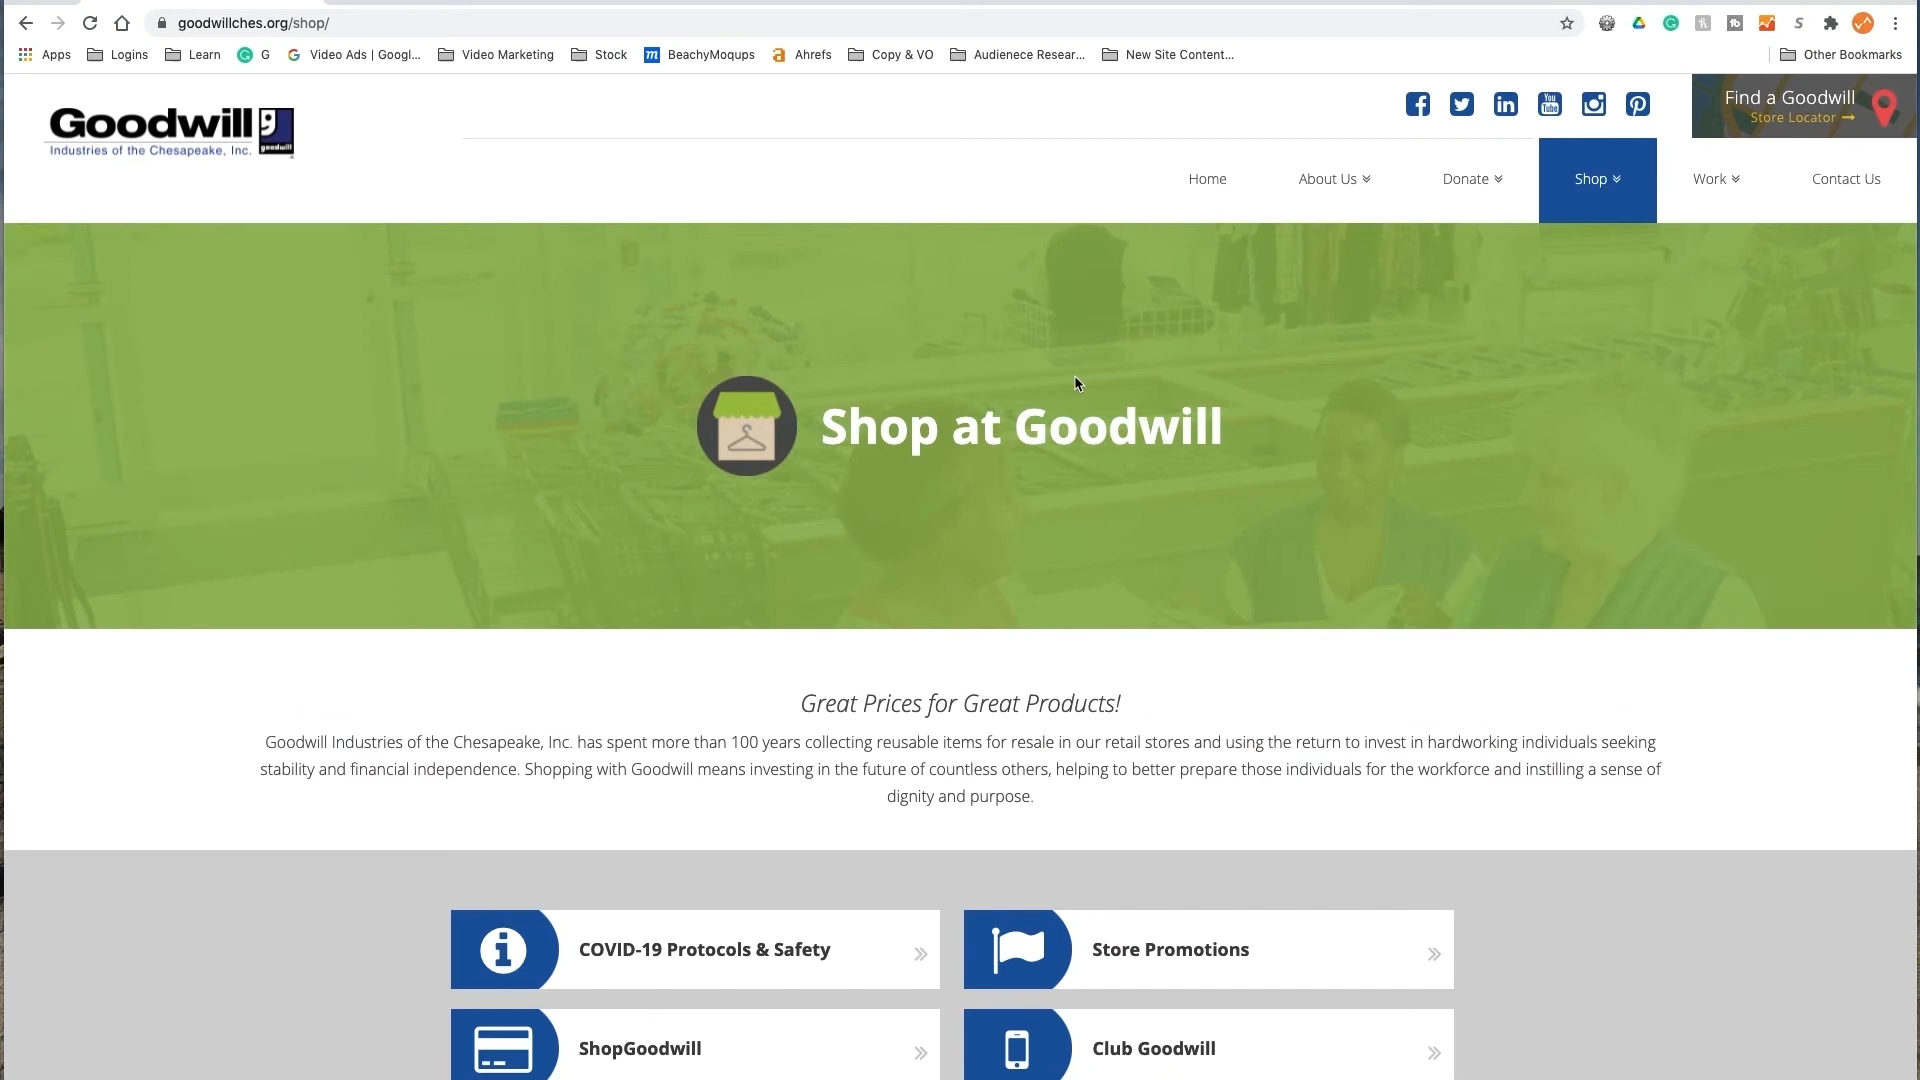 goodwillches.org/shop/
Apps Logins Learn G Video Ads | Googl... Video Marketing Stock BeachyMoqups Ahrefs Copy & VO Audienece Resear... New Site Content... Other Bookmarks
Goodwill
goodwill
Industries of the Chesapeake, Inc.
You Tube
Find a Goodwill
Store Locator
Home About Us Donate Shop Work Contact Us
Shop at Goodwill
Great Prices for Great Products!
Goodwill Industries of the Chesapeake, Inc. has spent more than 100 years collecting reusable items for resale in our retail stores and using the return to invest in hardworking individuals seeking
stability and financial independence. Shopping with Goodwill means investing in the future of countless others, helping to better prepare those individuals for the workforce and instilling a sense of
dignity and purpose.
COVID-19 Protocols & Safety
Store Promotions
ShopGoodwill
Club Goodwill